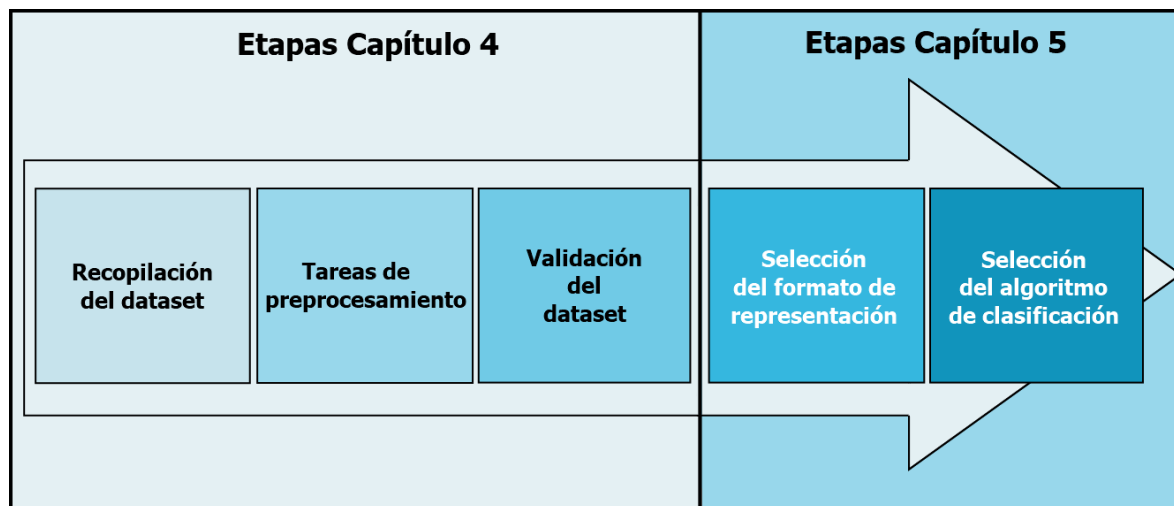 Etapas Capítulo 4
Etapas Capítulo 5
Recopilación
del dataset
Tareas de
preprocesamiento
Validación
del
dataset
Selección
del formato de
representación
Selección
del algoritmo
de clasificación